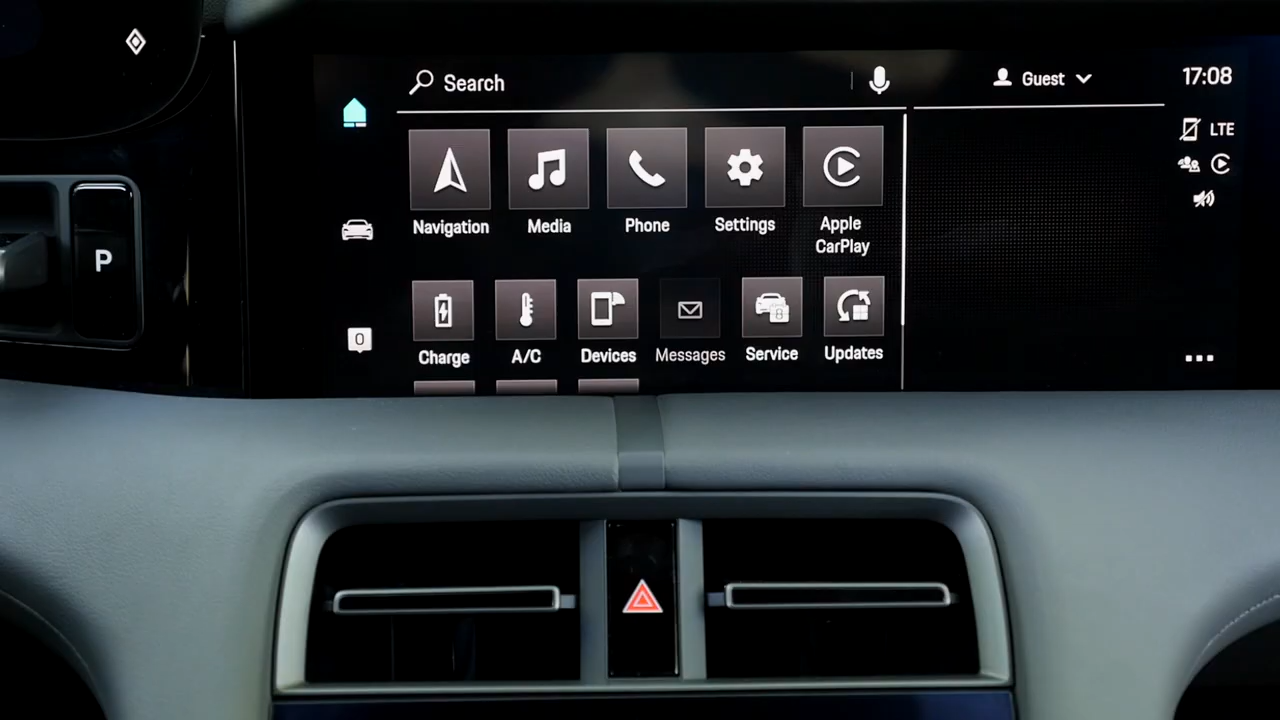 Search
Guest
17:08
LTE
Navigation
Media
Phone
Settings
Apple
CarPlay
P
0
Charge
A/C
Devices
Messages
Service
Updates